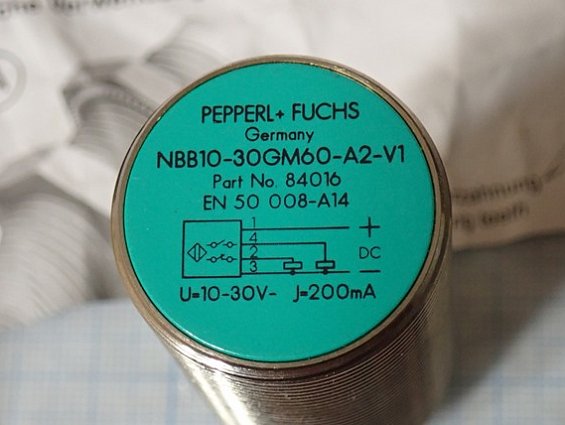 PEPPERL+ FUCHS
Germany
NBB10-30GM60-A2-V1
Part No. 84016
EN 50 008-A14
1
+
4
2
DC
3
−
U=10-30V- J=200mA